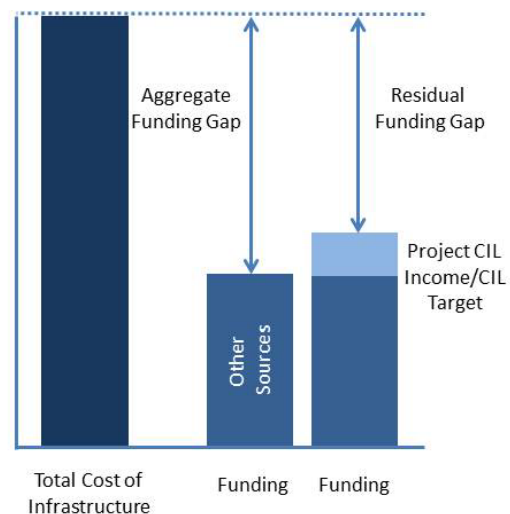 Aggregate
Funding Gap
Residual
Funding Gap
Project CIL
Income/CIL
Target
Other
Sources
Total Cost of
Infrastructure
Funding
Funding